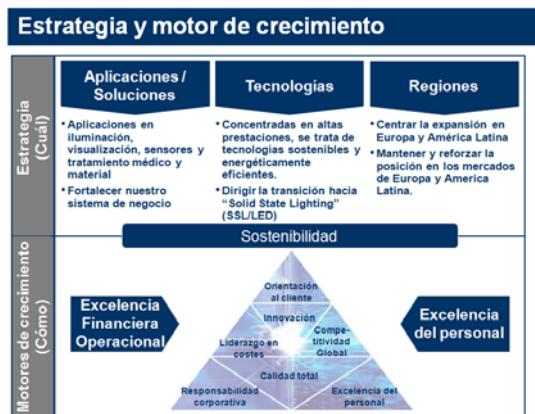 Estrategia y motor de crecimiento
Estrategia
(Cuál)
Aplicaciones /
Soluciones
•Aplicaciones en
iluminación,
visualización, sensores y
tratamiento médico y
material
•Fortalecer nuestro
sistema de negocio
Tecnologías
•Concentradas en altas
prestaciones, se trata de
tecnologías sostenibles y
energéticamente
eficientes.
•Dirigir la transición hacia
“Solid State Lighting”
(SSL/LED)
Regiones
•Centrar la expansión en
Europa y América Latina
•Mantener y reforzar la
posición en los mercados
de Europa y America
Latina.
Sostenibilidad
Motores de crecimiento
(Cómo)
Excelencia
Financiera
Operacional
Orientación
al cliente
Innovación
Liderazgo en
costes
Compe-
titividad
Global
Calidad total
Responsabilidad
corporativa
Excelencia del
personal
Excelencia
del personal